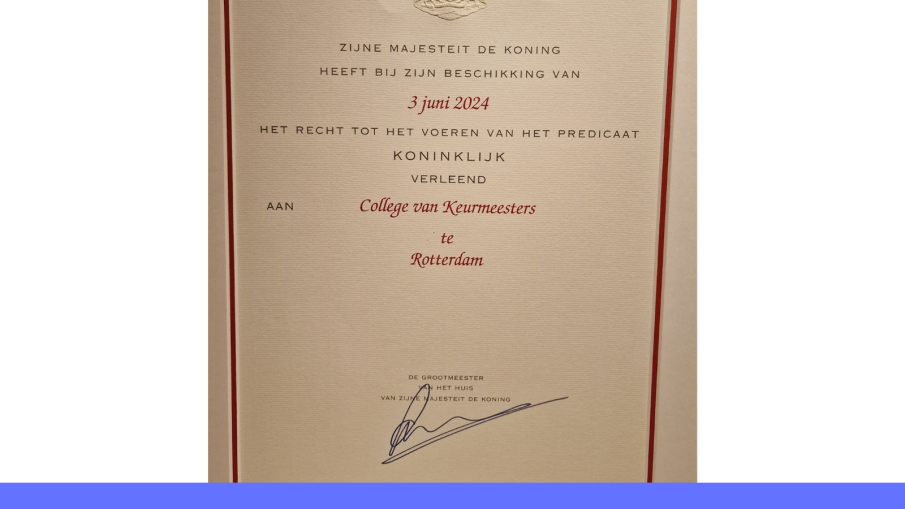 ZIJNE MAJESTEIT DE KONING
HEEFT BIJ ZIJN BESCHIKKING VAN
3 juni 2024
HET RECHT TOT HET VOEREN VAN HET PREDICAAT
KONINKLIJK
VERLEEND
AAN College van Keurmeesters
te
Rotterdam
DE GROOTMEESTER
VAN HET HUIS
VAN ZIJNE MAJESTEIT DE KONING